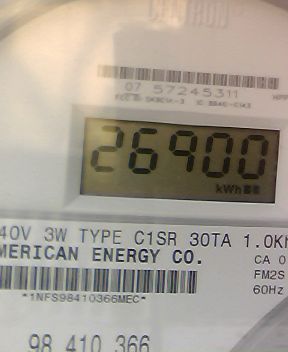 CENTRON
07 57245311
26900
kWh
40V 3W TYPE C1SR 30TA 1.0K
MERICAN ENERGY CO.
CA 0
FM2S
*1NFS98410366MEC*
60Hz
98 410 366